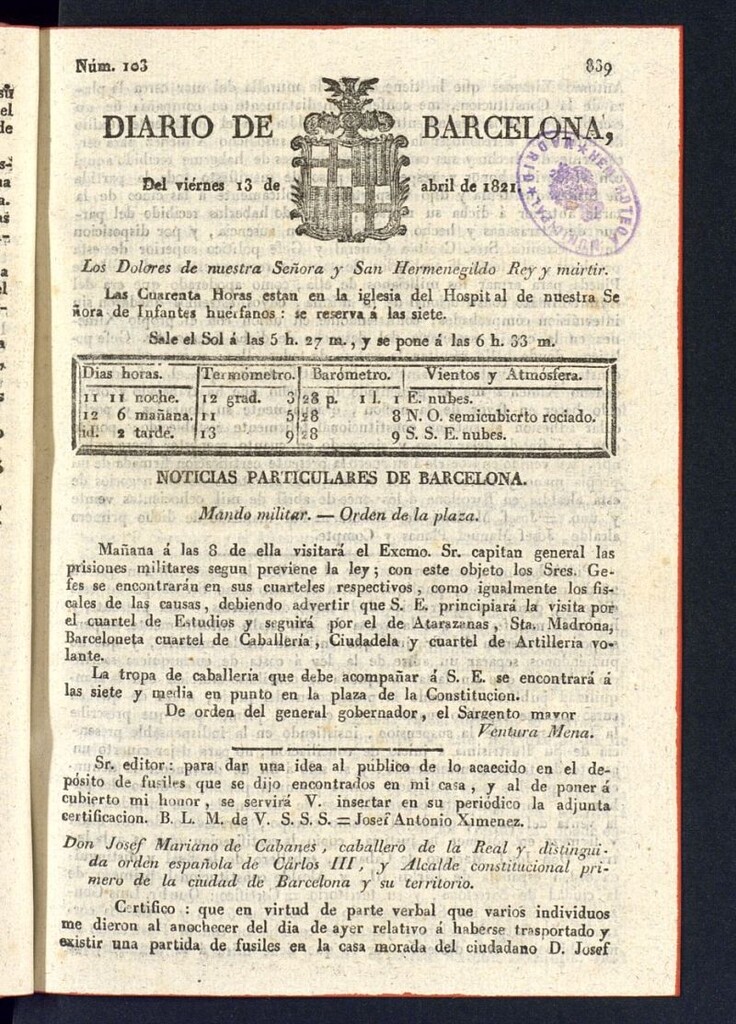 Núm. 103 839
DIARIO DE BARCELONA,
Del viérnes 13 de abril de 1821.
HEMEROTECA MUNICIPAL ★ MADRID ★
Los Dolores de nuestra Señora y San Hermenegildo Rey y mártir.
Las Cuarenta Horas estan en la iglesia del Hospital de nuestra Se
ñora de Infantes huérfanos : se reserva á las siete.
Sale el Sol á las 5 h. 27 m., y se pone á las 6 h. 33 m.
Dias horas. Termómetro. Barómetro. Vientos y Atmósfera.
11 11 noche. 12 grad. 3 28 p. 1 l. 1 E. nubes.
12 6 mañana. 11 5 28 8 N. O. semicubierto rociado.
id. 2 tarde. 13 9 28 9 S. S. E. nubes.
NOTICIAS PARTICULARES DE BARCELONA.
Mando militar. — Orden de la plaza.
Mañana á las 8 de ella visitará el Excmo. Sr. capitan general las
prisiones militares segun previene la ley ; con este objeto los Sres. Ge-
fes se encontrarán en sus cuarteles respectivos , como igualmente los fis-
cales de las causas, debiendo advertir que S. E. principiará la visita por
el cuartel de Estudios y seguirá por el de Atarazanas , Sta. Madrona,
Barceloneta cuartel de Caballería, Ciudadela y cuartel de Artillería vo-
lante.
La tropa de caballería que debe acompañar á S. E. se encontrará á
las siete y media en punto en la plaza de la Constitucion.
De orden del general gobernador, el Sargento mayor
Ventura Mena.
Sr. editor : para dar una idea al público de lo acaecido en el de-
pósito de fusiles que se dijo encontrados en mi casa , y al de poner á
cubierto mi honor , se servirá V. insertar en su periódico la adjunta
certificacion. B. L. M. de V. S. S. S. = Josef Antonio Ximenez.
Don Josef Mariano de Cabanes , caballero de la Real y distingui-
da orden española de Cárlos III, y Alcalde constitucional pri-
mero de la ciudad de Barcelona y su territorio.
Certifico : que en virtud de parte verbal que varios individuos
me dieron al anochecer del dia de ayer relativo á haberse trasportado y
existir una partida de fusiles en la casa morada del ciudadano D. Josef